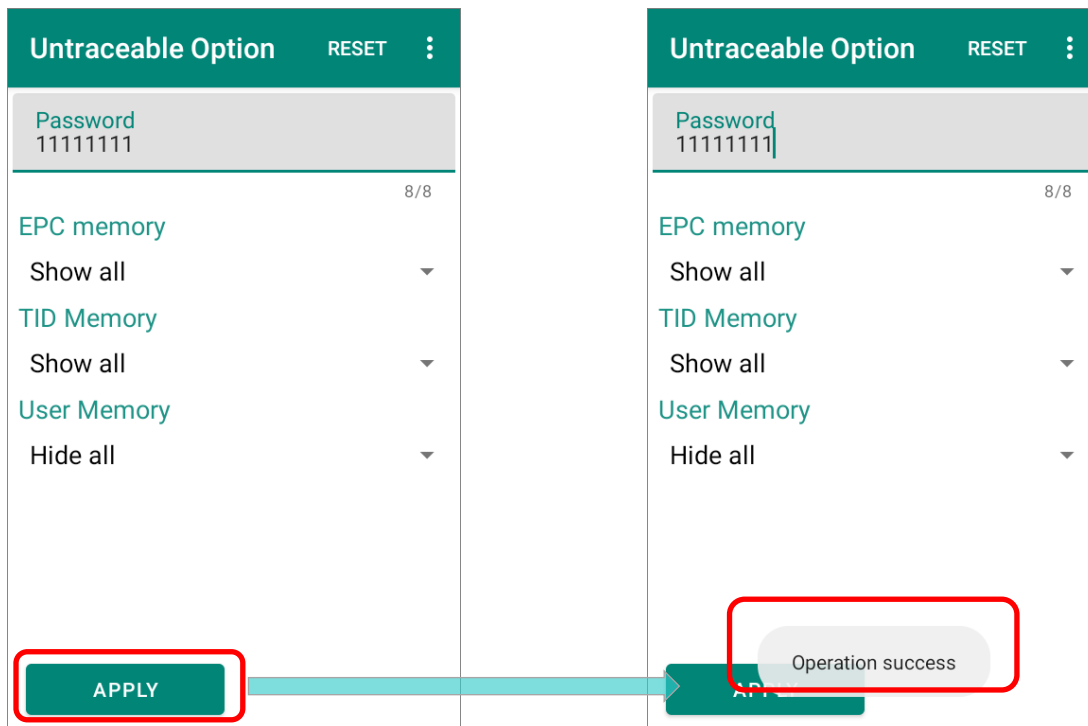 Untraceable Option RESET
Password
11111111
8/8
EPC memory
Show all
TID Memory
Show all
User Memory
Hide all
APPLY
Untraceable Option RESET
Password
11111111
8/8
EPC memory
Show all
TID Memory
Show all
User Memory
Hide all
Operation success
APPLY